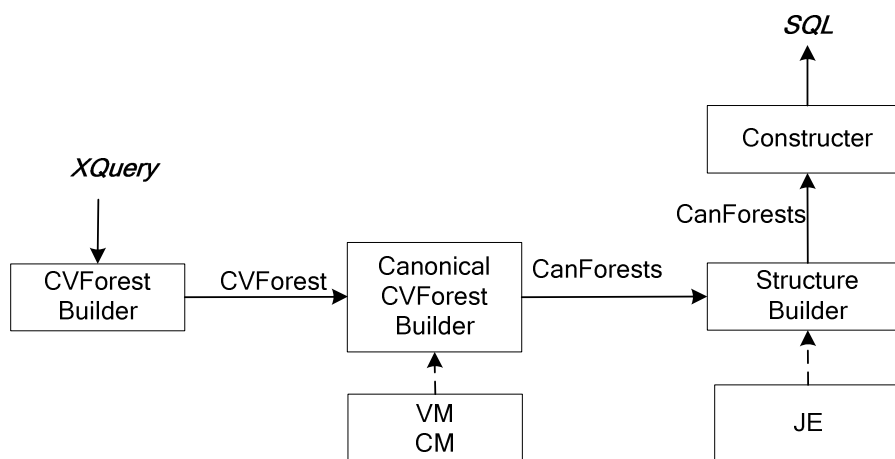 SQL
Constructer
XQuery
CanForests
CVForest
Builder
CVForest
Canonical
CVForest
Builder
CanForests
Structure
Builder
VM
CM
JE